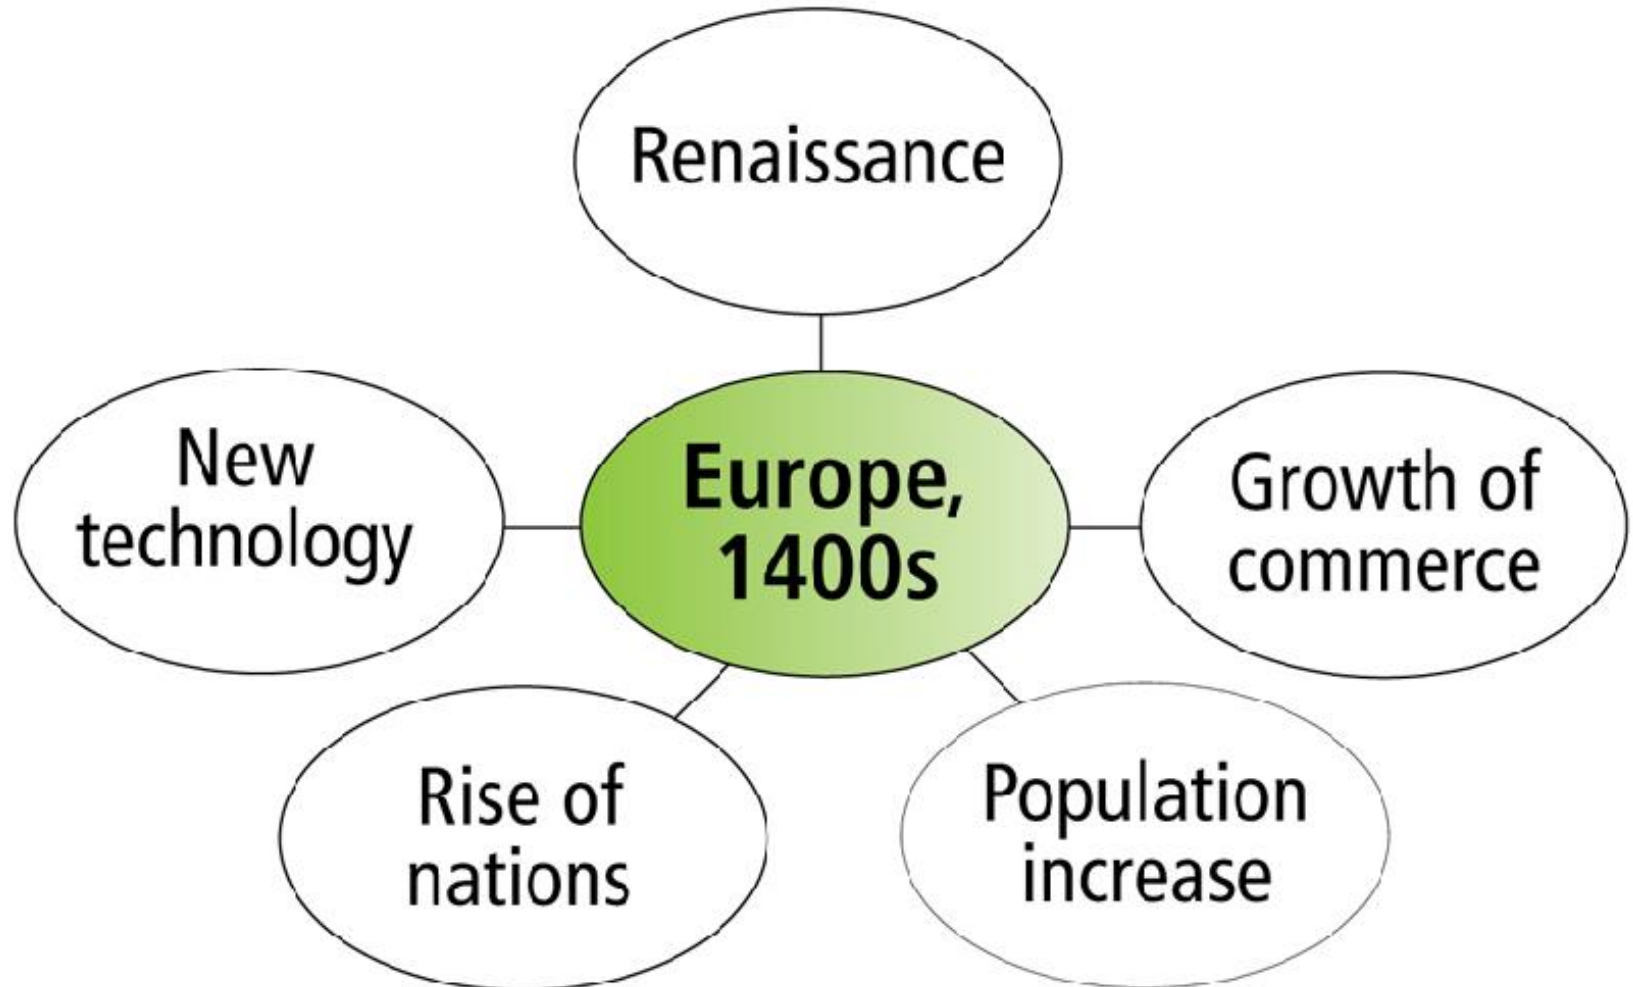 Renaissance
New
technology
Europe,
1400s
Growth of
commerce
Rise of
nations
Population
increase